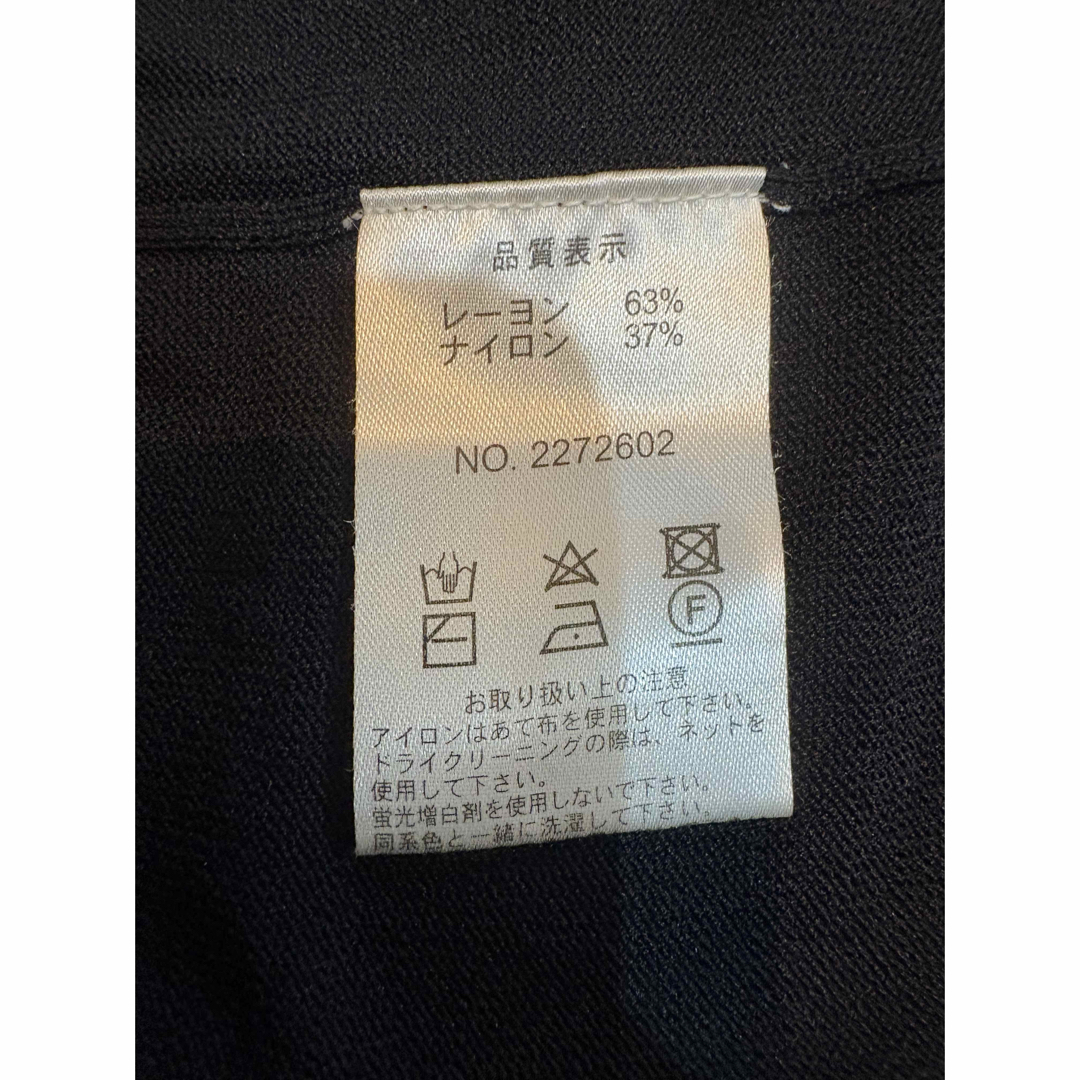 品質表示
レーヨン 63%
ナイロン 37%
NO. 2272602
F
お取り扱い上の注意
アイロンはあて布を使用して下さい。
ドライクリーニングの際は、ネットを
使用して下さい。
蛍光増白剤を使用しないで下さい。
同系色と一緒に洗濯して下さい。